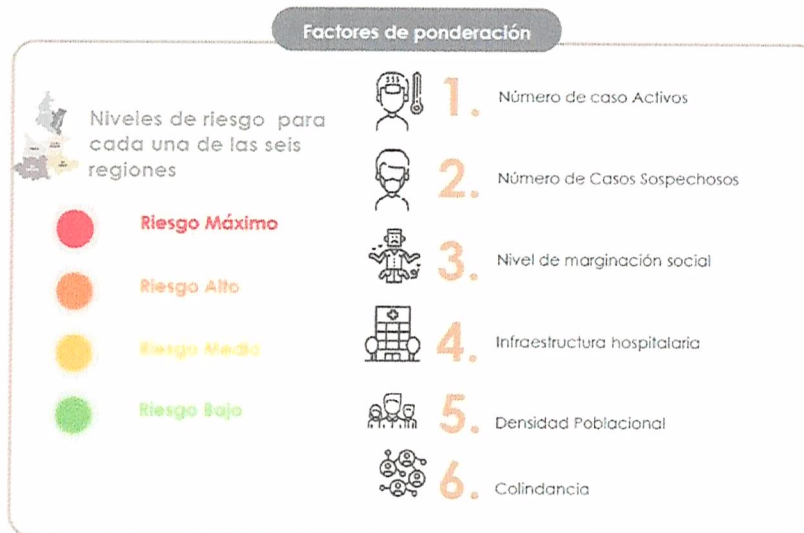 Factores de ponderación
Niveles de riesgo para
cada una de las seis
regiones
Riesgo Máximo
Riesgo Alto
Riesgo Medio
Riesgo Bajo
1. Número de caso Activos
2. Número de Casos Sospechosos
3. Nivel de marginación social
4. Infraestructura hospitalaria
5. Densidad Poblacional
6. Colindancia